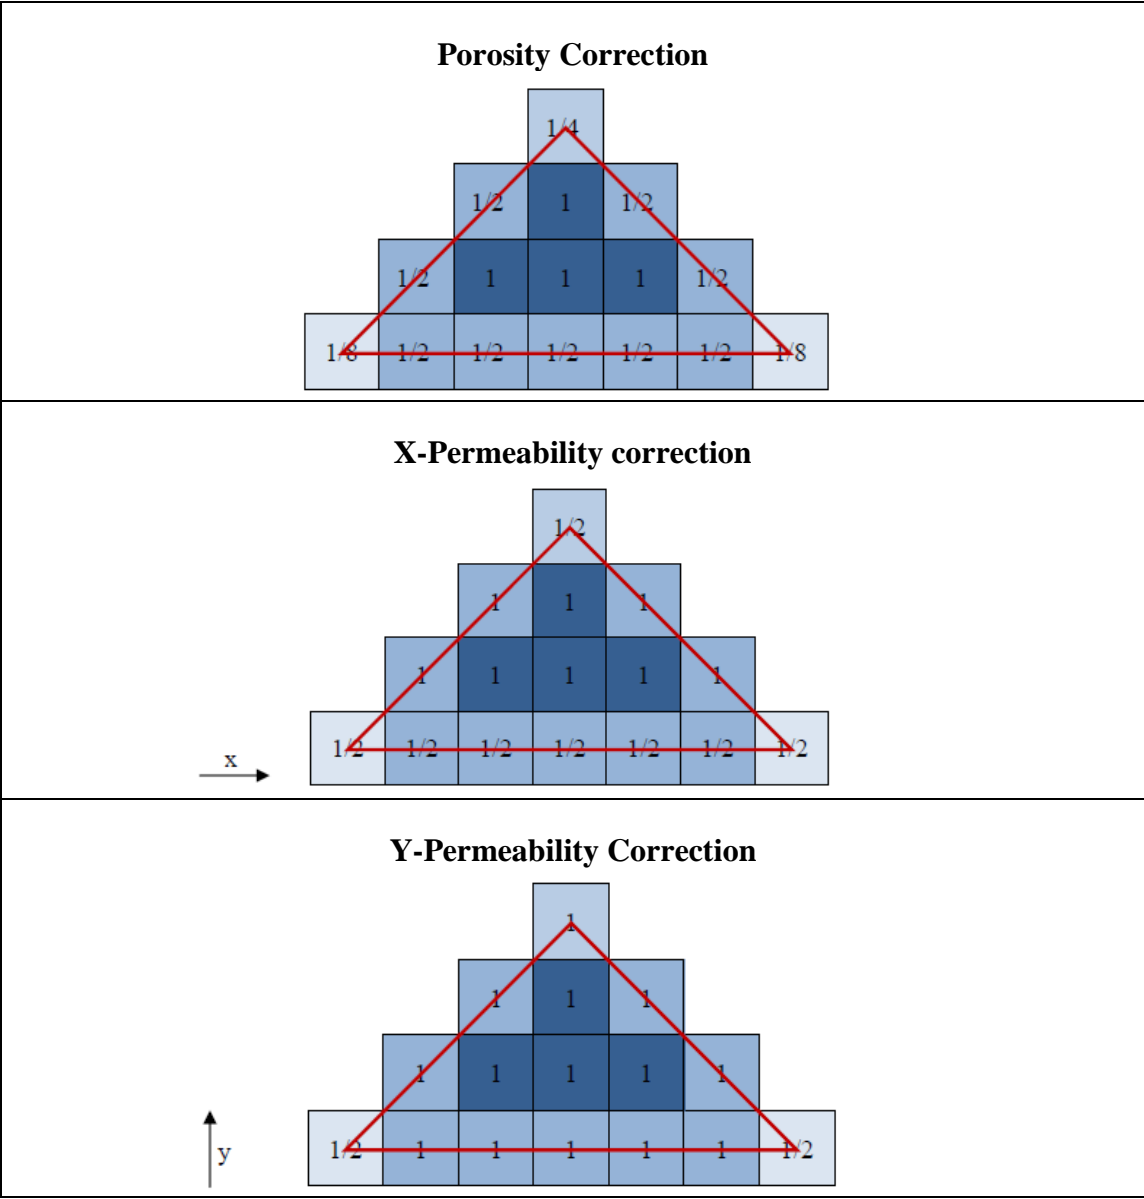 Porosity Correction
1/4
1/2 1 1/2
1/2 1 1 1 1/2
1/8 1/2 1/2 1/2 1/2 1/2 1/8
X-Permeability correction
1/2
1 1 1
1 1 1 1 1
1/2 1/2 1/2 1/2 1/2 1/2 1/2
x
Y-Permeability Correction
1
1 1 1
1 1 1 1 1
1/2 1 1 1 1 1 1/2
y